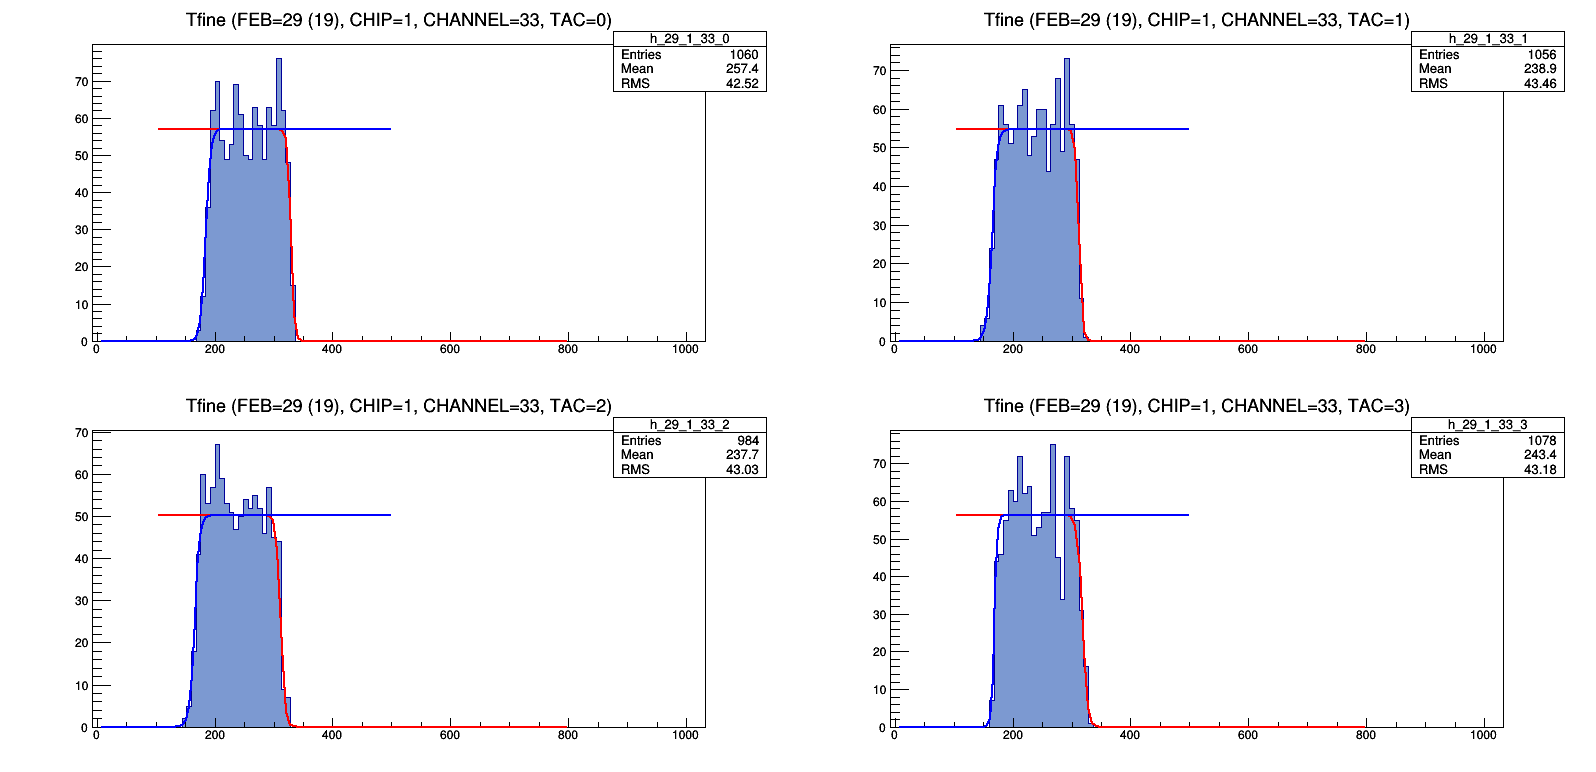 Tfine (FEB=29 (19), CHIP=1, CHANNEL=33, TAC=0)
h_29_1_33_0
Entries 1060
Mean 257.4
RMS 42.52
70
60
50
40
30
20
10
0
0 200 400 600 800 1000
Tfine (FEB=29 (19), CHIP=1, CHANNEL=33, TAC=1)
h_29_1_33_1
Entries 1056
Mean 238.9
RMS 43.46
70
60
50
40
30
20
10
0
0 200 400 600 800 1000
Tfine (FEB=29 (19), CHIP=1, CHANNEL=33, TAC=2)
h_29_1_33_2
Entries 984
Mean 237.7
RMS 43.03
70
60
50
40
30
20
10
0
0 200 400 600 800 1000
Tfine (FEB=29 (19), CHIP=1, CHANNEL=33, TAC=3)
h_29_1_33_3
Entries 1078
Mean 243.4
RMS 43.18
70
60
50
40
30
20
10
0
0 200 400 600 800 1000